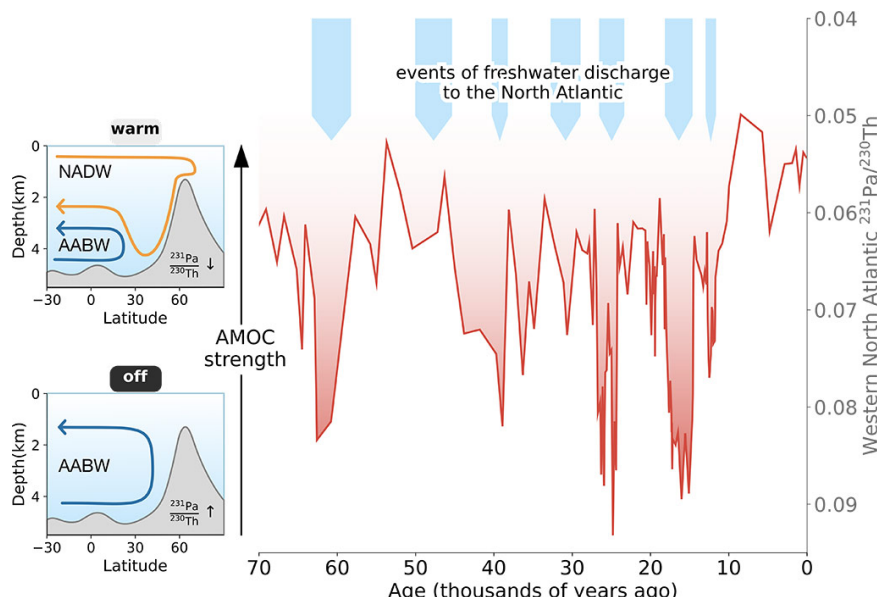 events of freshwater discharge
to the North Atlantic
0.04
0.05
0.06
0.07
0.08
0.09
Western North Atlantic ²³¹Pa/²³⁰Th
warm
0
2
4
Depth(km)
NADW
AABW
²³¹Pa
²³⁰Th ↓
−30 0 30 60
Latitude
AMOC
strength
off
0
2
4
Depth(km)
AABW
²³¹Pa
²³⁰Th ↑
−30 0 30 60
Latitude
70 60 50 40 30 20 10 0
Age (thousands of years ago)